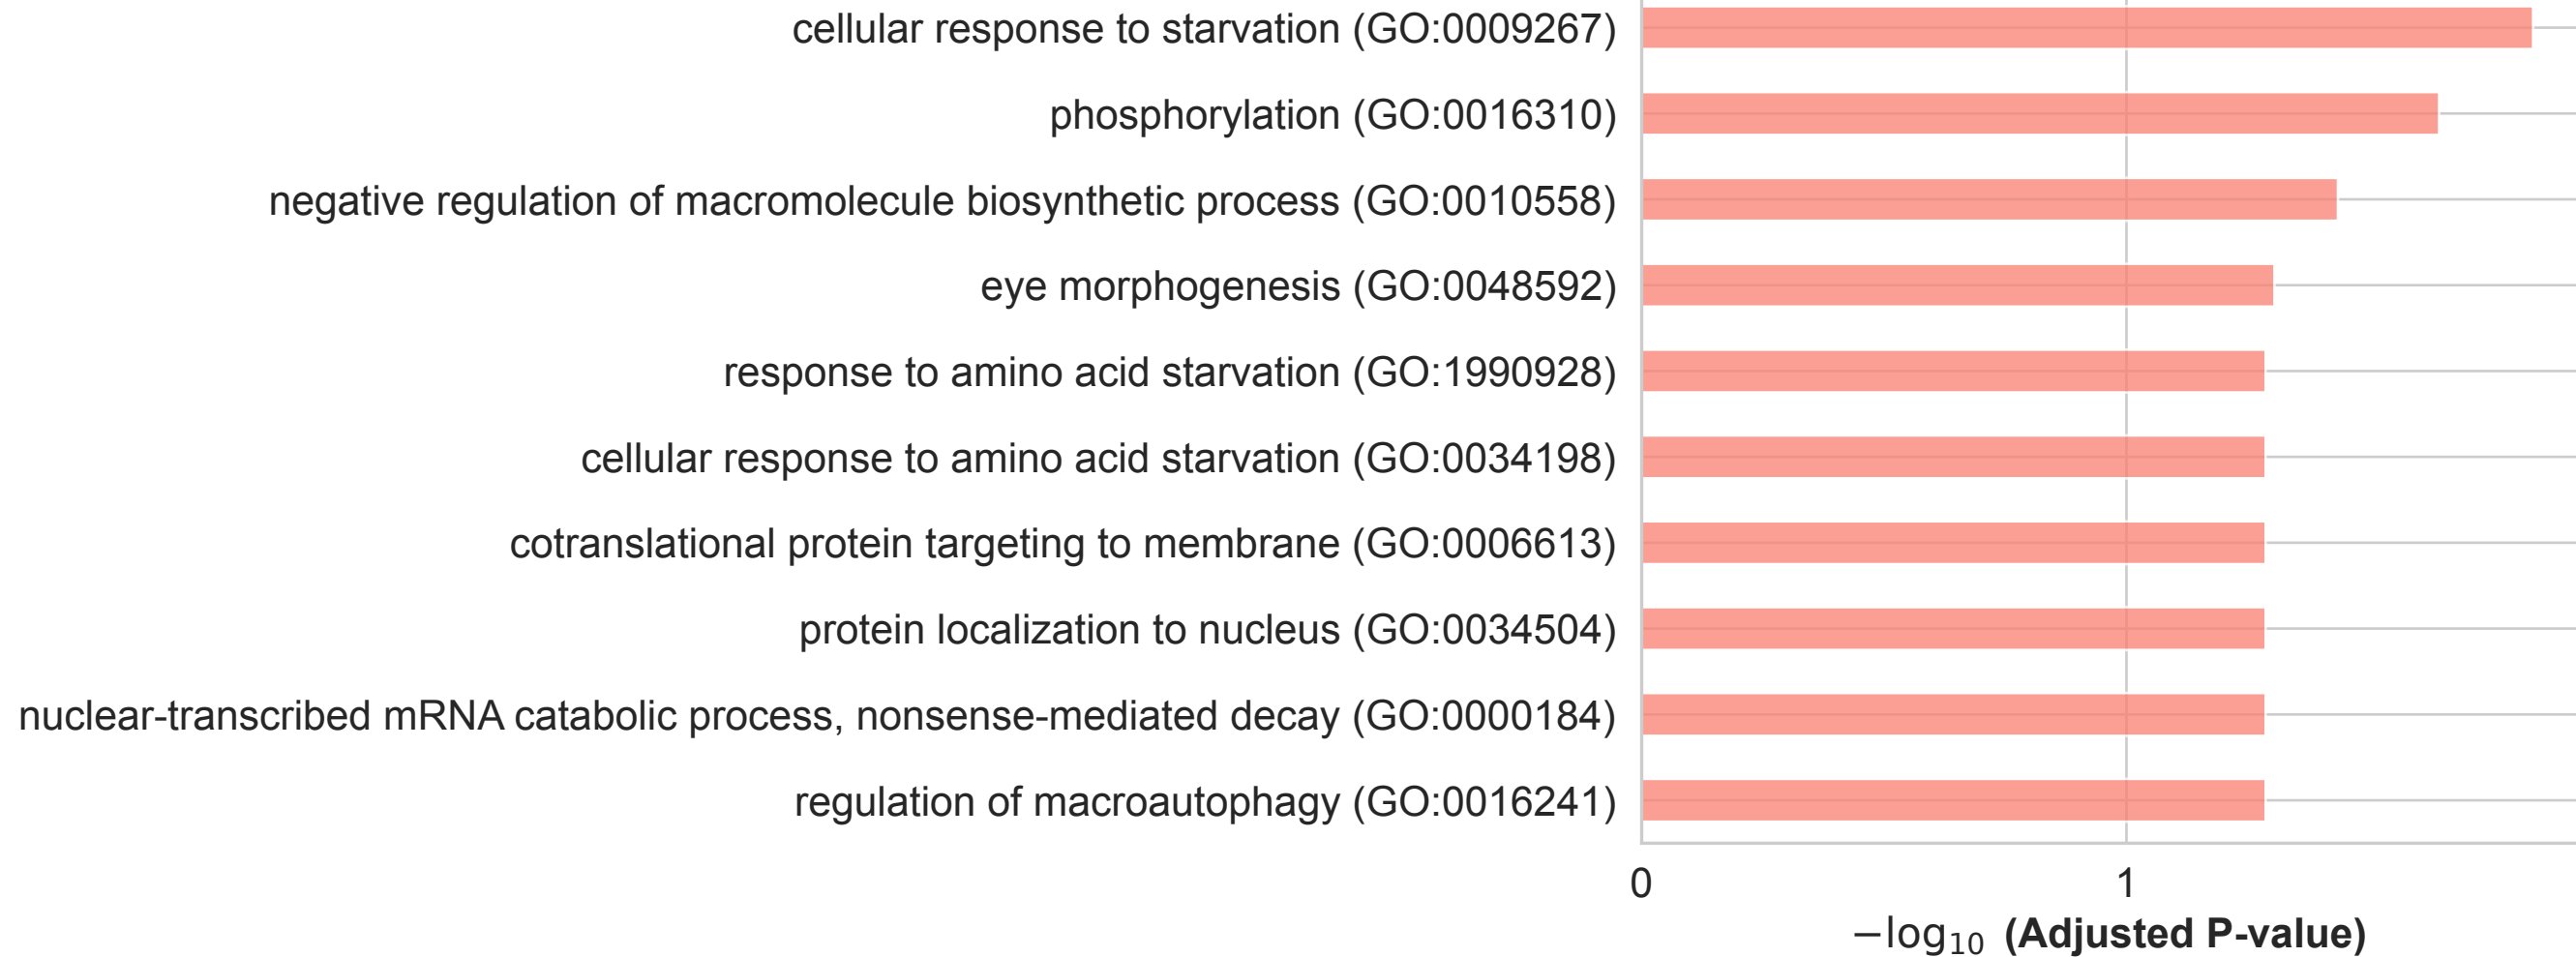 cellular response to starvation (GO:0009267)
phosphorylation (GO:0016310)
negative regulation of macromolecule biosynthetic process (GO:0010558)
eye morphogenesis (GO:0048592)
response to amino acid starvation (GO:1990928)
cellular response to amino acid starvation (GO:0034198)
cotranslational protein targeting to membrane (GO:0006613)
protein localization to nucleus (GO:0034504)
nuclear-transcribed mRNA catabolic process, nonsense-mediated decay (GO:0000184)
regulation of macroautophagy (GO:0016241)
0 1
−log₁₀ (Adjusted P-value)